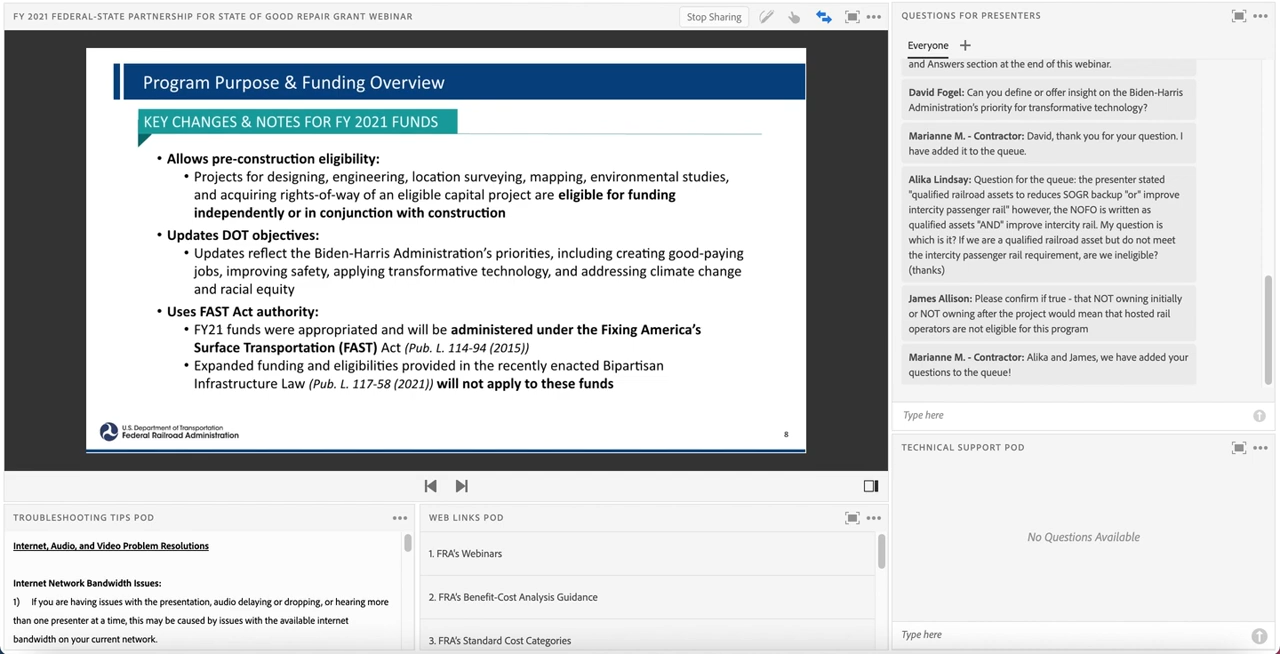 FY 2021 FEDERAL-STATE PARTNERSHIP FOR STATE OF GOOD REPAIR GRANT WEBINAR
Stop Sharing
Program Purpose & Funding Overview
KEY CHANGES & NOTES FOR FY 2021 FUNDS
• Allows pre-construction eligibility:
• Projects for designing, engineering, location surveying, mapping, environmental studies,
and acquiring rights-of-way of an eligible capital project are eligible for funding
independently or in conjunction with construction
• Updates DOT objectives:
• Updates reflect the Biden-Harris Administration's priorities, including creating good-paying
jobs, improving safety, applying transformative technology, and addressing climate change
and racial equity
• Uses FAST Act authority:
• FY21 funds were appropriated and will be administered under the Fixing America's
Surface Transportation (FAST) Act (Pub. L. 114-94 (2015))
• Expanded funding and eligibilities provided in the recently enacted Bipartisan
Infrastructure Law (Pub. L. 117-58 (2021)) will not apply to these funds
U.S. Department of Transportation
Federal Railroad Administration
8
TROUBLESHOOTING TIPS POD
Internet, Audio, and Video Problem Resolutions
Internet Network Bandwidth Issues:
1) If you are having issues with the presentation, audio delaying or dropping, or hearing more
than one presenter at a time, this may be caused by issues with the available internet
bandwidth on your current network.
WEB LINKS POD
1. FRA's Webinars
2. FRA's Benefit-Cost Analysis Guidance
3. FRA's Standard Cost Categories
QUESTIONS FOR PRESENTERS
Everyone
and Answers section at the end of this webinar.
David Fogel: Can you define or offer insight on the Biden-Harris
Administration's priority for transformative technology?
Marianne M. - Contractor: David, thank you for your question. I
have added it to the queue.
Alika Lindsay: Question for the queue: the presenter stated
"qualified railroad assets to reduces SOGR backup "or" improve
intercity passenger rail" however, the NOFO is written as
qualified assets "AND" improve intercity rail. My question is
which is it? If we are a qualified railroad asset but do not meet
the intercity passenger rail requirement, are we ineligible?
(thanks)
James Allison: Please confirm if true - that NOT owning initially
or NOT owning after the project would mean that hosted rail
operators are not eligible for this program
Marianne M. - Contractor: Alika and James, we have added your
questions to the queue!
Type here
TECHNICAL SUPPORT POD
No Questions Available
Type here